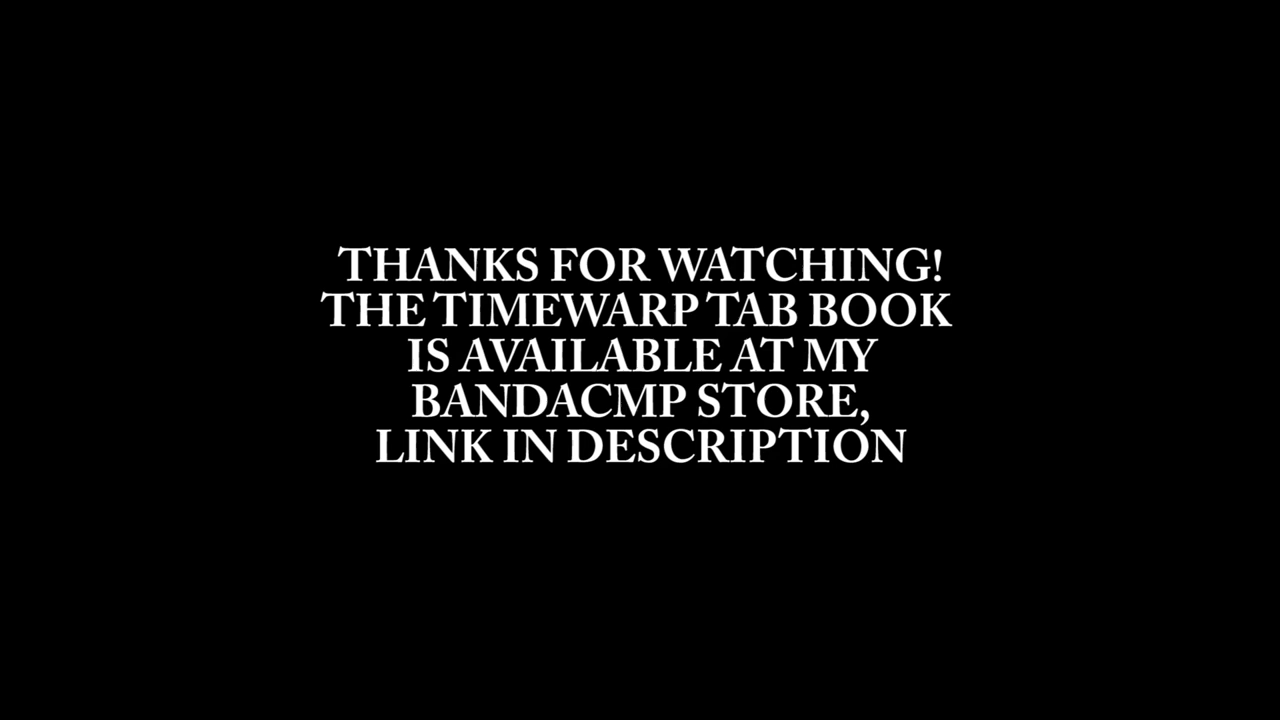 THANKS FOR WATCHING!
THE TIMEWARP TAB BOOK
IS AVAILABLE AT MY
BANDACMP STORE,
LINK IN DESCRIPTION